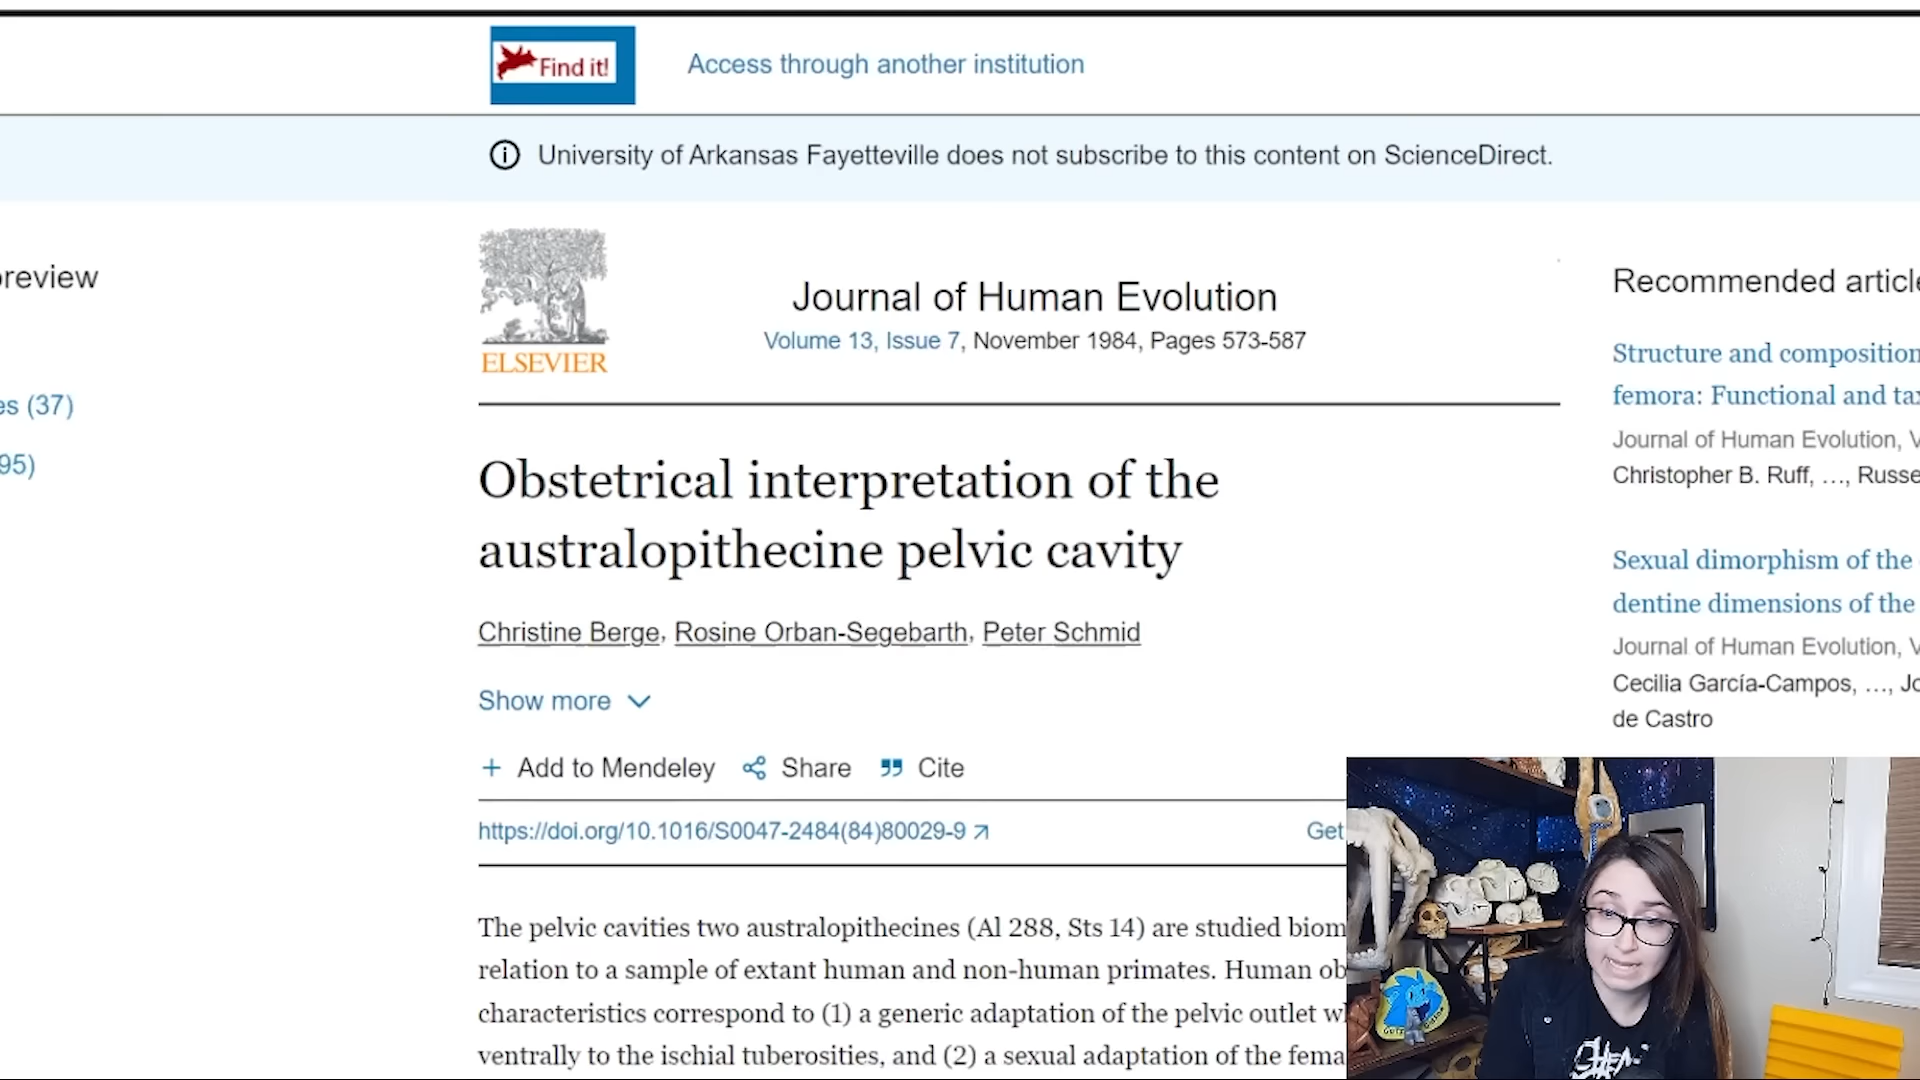 Find it!
Access through another institution
University of Arkansas Fayetteville does not subscribe to this content on ScienceDirect.
preview
es (37)
95)
ELSEVIER
Journal of Human Evolution
Volume 13, Issue 7, November 1984, Pages 573-587
Obstetrical interpretation of the
australopithecine pelvic cavity
Christine Berge, Rosine Orban-Segebarth, Peter Schmid
Show more
+ Add to Mendeley Share Cite
https://doi.org/10.1016/S0047-2484(84)80029-9
Get
The pelvic cavities two australopithecines (Al 288, Sts 14) are studied biom
relation to a sample of extant human and non-human primates. Human ob
characteristics correspond to (1) a generic adaptation of the pelvic outlet w
ventrally to the ischial tuberosities, and (2) a sexual adaptation of the fema
Recommended article
Structure and composition
femora: Functional and tax
Journal of Human Evolution, V
Christopher B. Ruff, …, Russe
Sexual dimorphism of the
dentine dimensions of the
Journal of Human Evolution, V
Cecilia García-Campos, …, Jo
de Castro